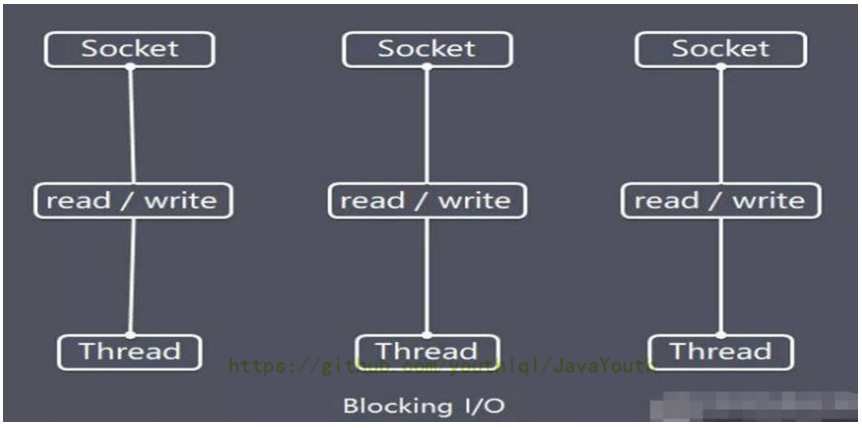 Socket Socket Socket
read / write read / write read / write
Thread Thread Thread
https://github.com/youthlql/JavaYouth
Blocking I/O